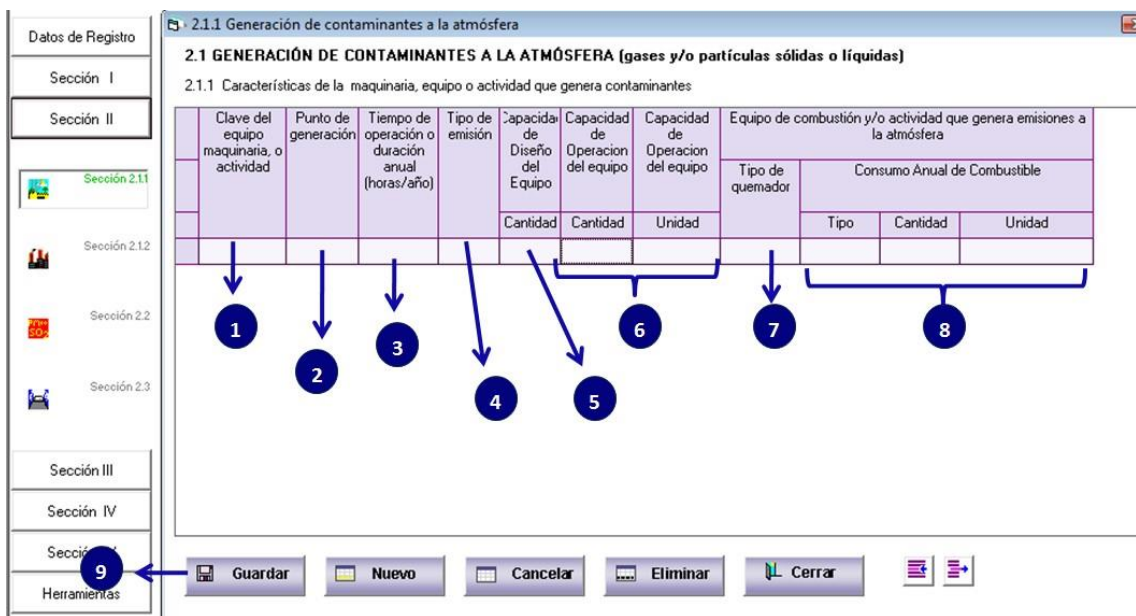 Datos de Registro
Sección I
Sección II
Sección 2.1.1
Sección 2.1.2
Sección 2.2
Sección 2.3
Sección III
Sección IV
Herramientas
2.1.1 Generación de contaminantes a la atmósfera
2.1 GENERACIÓN DE CONTAMINANTES A LA ATMÓSFERA (gases y/o partículas sólidas o líquidas)
2.1.1 Características de la maquinaria, equipo o actividad que genera contaminantes
Clave del
equipo
maquinaria, o
actividad
Punto de
generación
Tiempo de
operación o
duración
anual
(horas/año)
Tipo de
emisión
de
Diseño
del
Equipo
Cantidad
Capacidad
de
Operacion
del equipo
Cantidad
Capacidad
de
Operacion
del equipo
Unidad
Equipo de combustión y/o actividad que genera emisiones a
la atmósfera
Tipo de
quemador
Consumo Anual de Combustible
Tipo
Cantidad
Unidad
1
2
3
4
5
6
7
8
9
Guardar
Nuevo
Cancelar
Eliminar
Cerrar